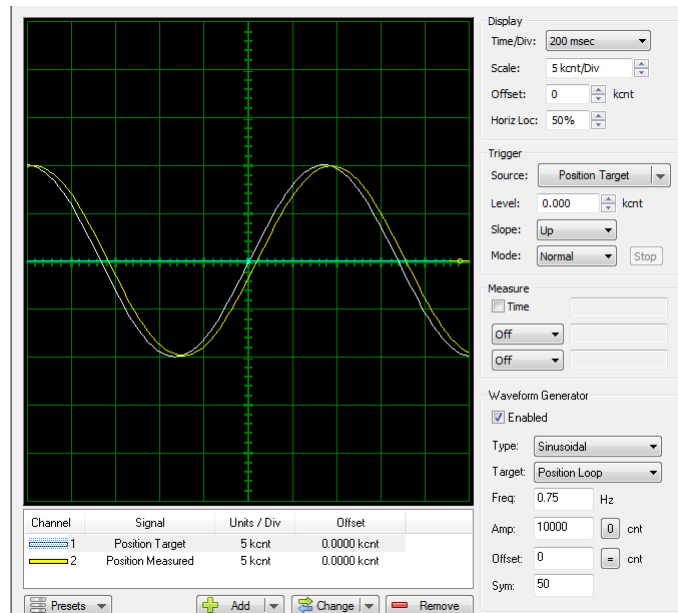 Display
Time/Div: 200 msec
Scale: 5 kcnt/Div
Offset: 0 kcnt
Horiz Loc: 50%
Trigger
Source: Position Target
Level: 0.000 kcnt
Slope: Up
Mode: Normal Stop
Measure
Time
Off
Off
Waveform Generator
Enabled
Type: Sinusoidal
Target: Position Loop
Freq: 0.75 Hz
Amp: 10000 0 cnt
Offset: 0 = cnt
Sym: 50
Channel Signal Units / Div Offset
1 Position Target 5 kcnt 0.0000 kcnt
2 Position Measured 5 kcnt 0.0000 kcnt
Presets Add Change Remove